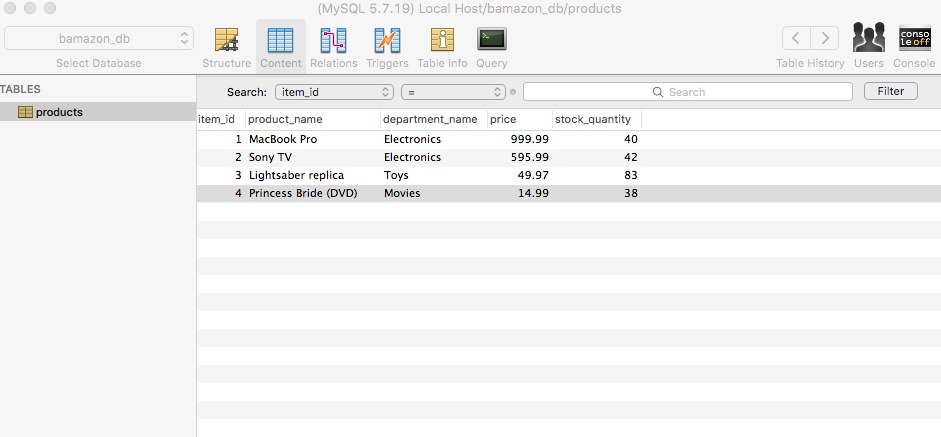 (MySQL 5.7.19) Local Host/bamazon_db/products
bamazon_db
Select Database
Structure Content Relations Triggers Table Info Query
Table History Users Console
conso
le off
TABLES
products
Search: item_id = Search Filter
item_id product_name department_name price stock_quantity
1 MacBook Pro Electronics 999.99 40
2 Sony TV Electronics 595.99 42
3 Lightsaber replica Toys 49.97 83
4 Princess Bride (DVD) Movies 14.99 38